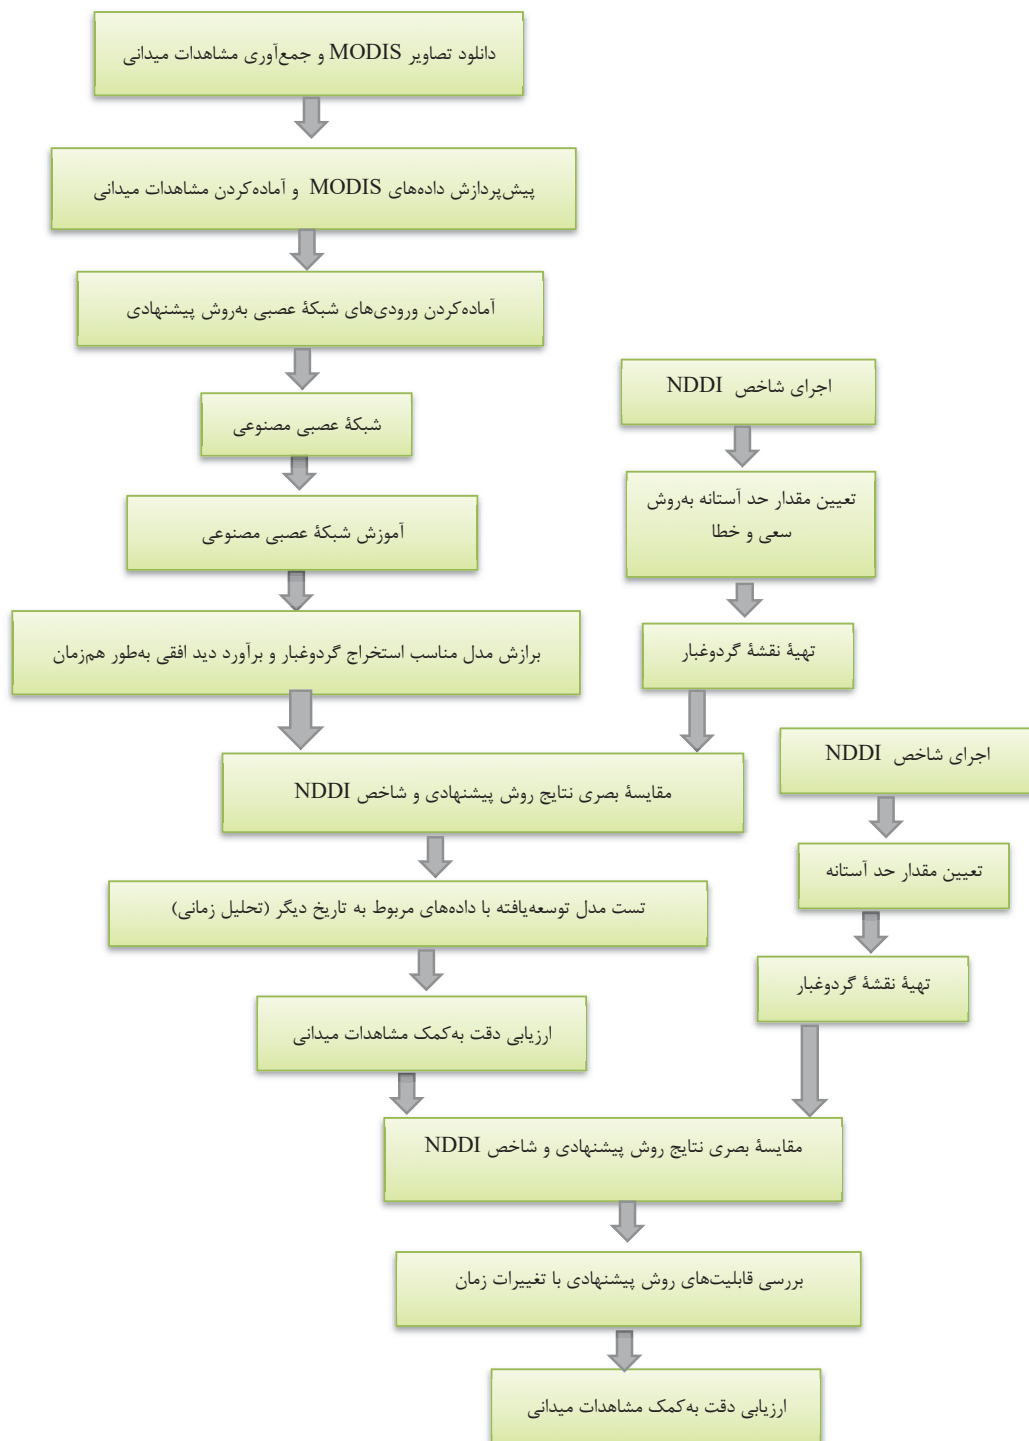 دانلود تصاویر MODIS و جمع‌آوری مشاهدات میدانی
پیش‌پردازش داده‌های MODIS و آماده‌کردن مشاهدات میدانی
آماده‌کردن ورودی‌های شبکهٔ عصبی به‌روش پیشنهادی
شبکهٔ عصبی مصنوعی
آموزش شبکهٔ عصبی مصنوعی
برازش مدل مناسب استخراج گردوغبار و برآورد دید افقی به‌طور هم‌زمان
اجرای شاخص NDDI
تعیین مقدار حد آستانه به‌روش
سعی و خطا
تهیهٔ نقشهٔ گردوغبار
مقایسهٔ بصری نتایج روش پیشنهادی و شاخص NDDI
تست مدل توسعه‌یافته با داده‌های مربوط به تاریخ دیگر (تحلیل زمانی)
ارزیابی دقت به‌کمک مشاهدات میدانی
اجرای شاخص NDDI
تعیین مقدار حد آستانه
تهیهٔ نقشهٔ گردوغبار
مقایسهٔ بصری نتایج روش پیشنهادی و شاخص NDDI
بررسی قابلیت‌های روش پیشنهادی با تغییرات زمان
ارزیابی دقت به‌کمک مشاهدات میدانی